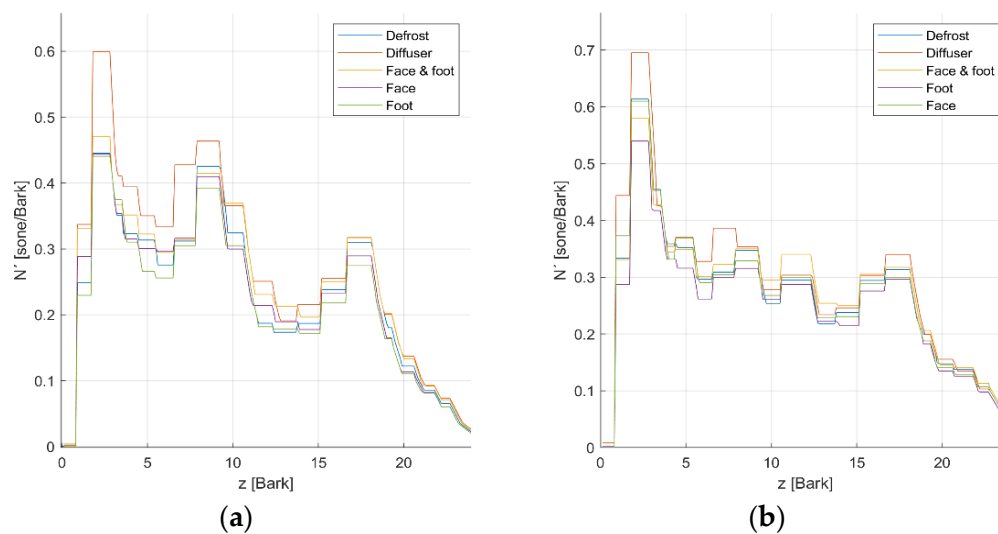 Defrost
Diffuser
Face & foot
Face
Foot
0.6
0.5
0.4
0.3
0.2
0.1
0
N´ [sone/Bark]
0 5 10 15 20
z [Bark]
(a)
Defrost
Diffuser
Face & foot
Foot
Face
0.7
0.6
0.5
0.4
0.3
0.2
0.1
0
N´ [sone/Bark]
0 5 10 15 20
z [Bark]
(b)